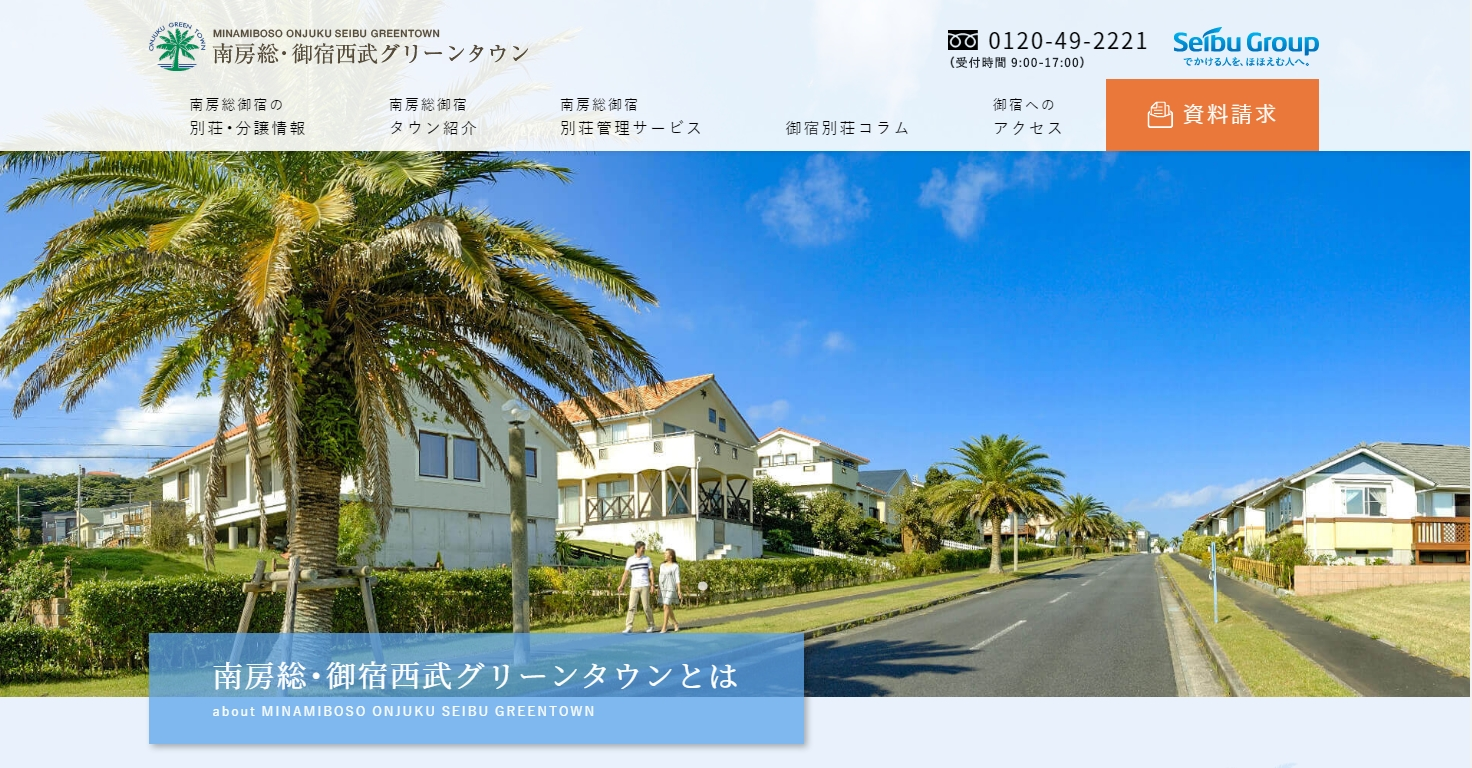 ONJUKU GREEN TOWN
MINAMIBOSO ONJUKU SEIBU GREENTOWN
南房総・御宿西武グリーンタウン
0120-49-2221
（受付時間 9:00-17:00）
Seibu Group
でかける人を、ほほえむ人へ。
南房総御宿の
別荘・分譲情報
南房総御宿
タウン紹介
南房総御宿
別荘管理サービス
御宿別荘コラム
御宿への
アクセス
資料請求
南房総・御宿西武グリーンタウンとは
about MINAMIBOSO ONJUKU SEIBU GREENTOWN